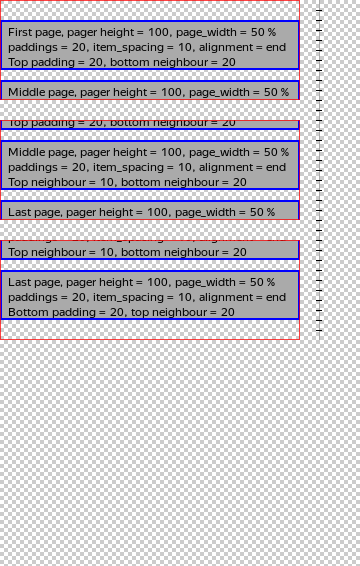 First page, pager height = 100, page_width = 50 %
paddings = 20, item_spacing = 10, alignment = end
Top padding = 20, bottom neighbour = 20
Middle page, pager height = 100, page_width = 50 %
Top padding = 20, bottom neighbour = 20
Middle page, pager height = 100, page_width = 50 %
paddings = 20, item_spacing = 10, alignment = end
Top neighbour = 10, bottom neighbour = 20
Last page, pager height = 100, page_width = 50 %
Top neighbour = 10, bottom neighbour = 20
Last page, pager height = 100, page_width = 50 %
paddings = 20, item_spacing = 10, alignment = end
Bottom padding = 20, top neighbour = 20